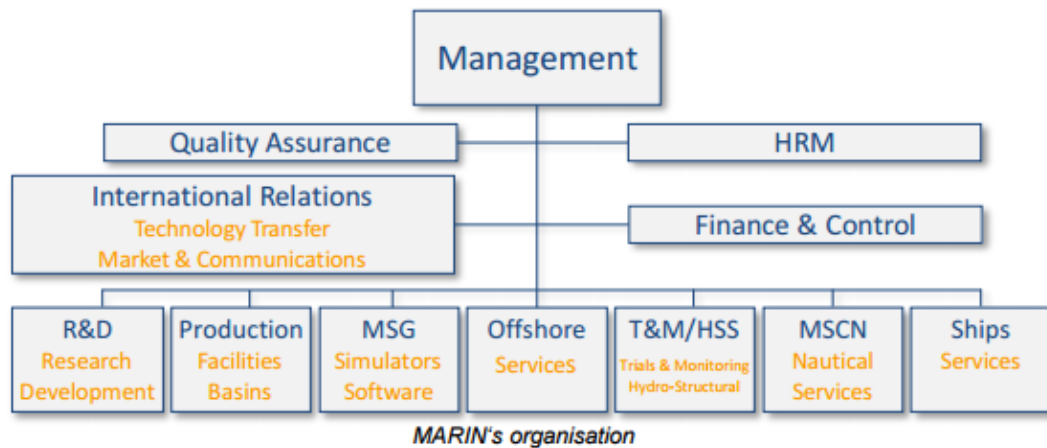 Management
Quality Assurance
HRM
International Relations
Technology Transfer
Market & Communications
Finance & Control
R&D
Research
Development
Production
Facilities
Basins
MSG
Simulators
Software
Offshore
Services
T&M/HSS
Trials & Monitoring
Hydro-Structural
MSCN
Nautical
Services
Ships
Services
MARIN's organisation